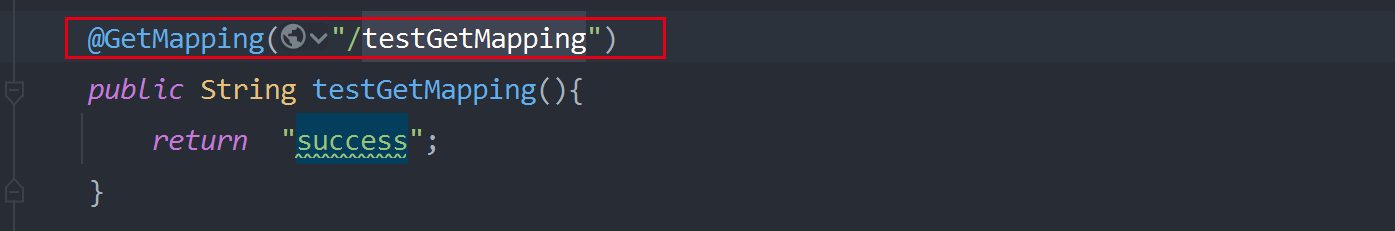 @GetMapping("/testGetMapping")
public String testGetMapping(){
return "success";
}